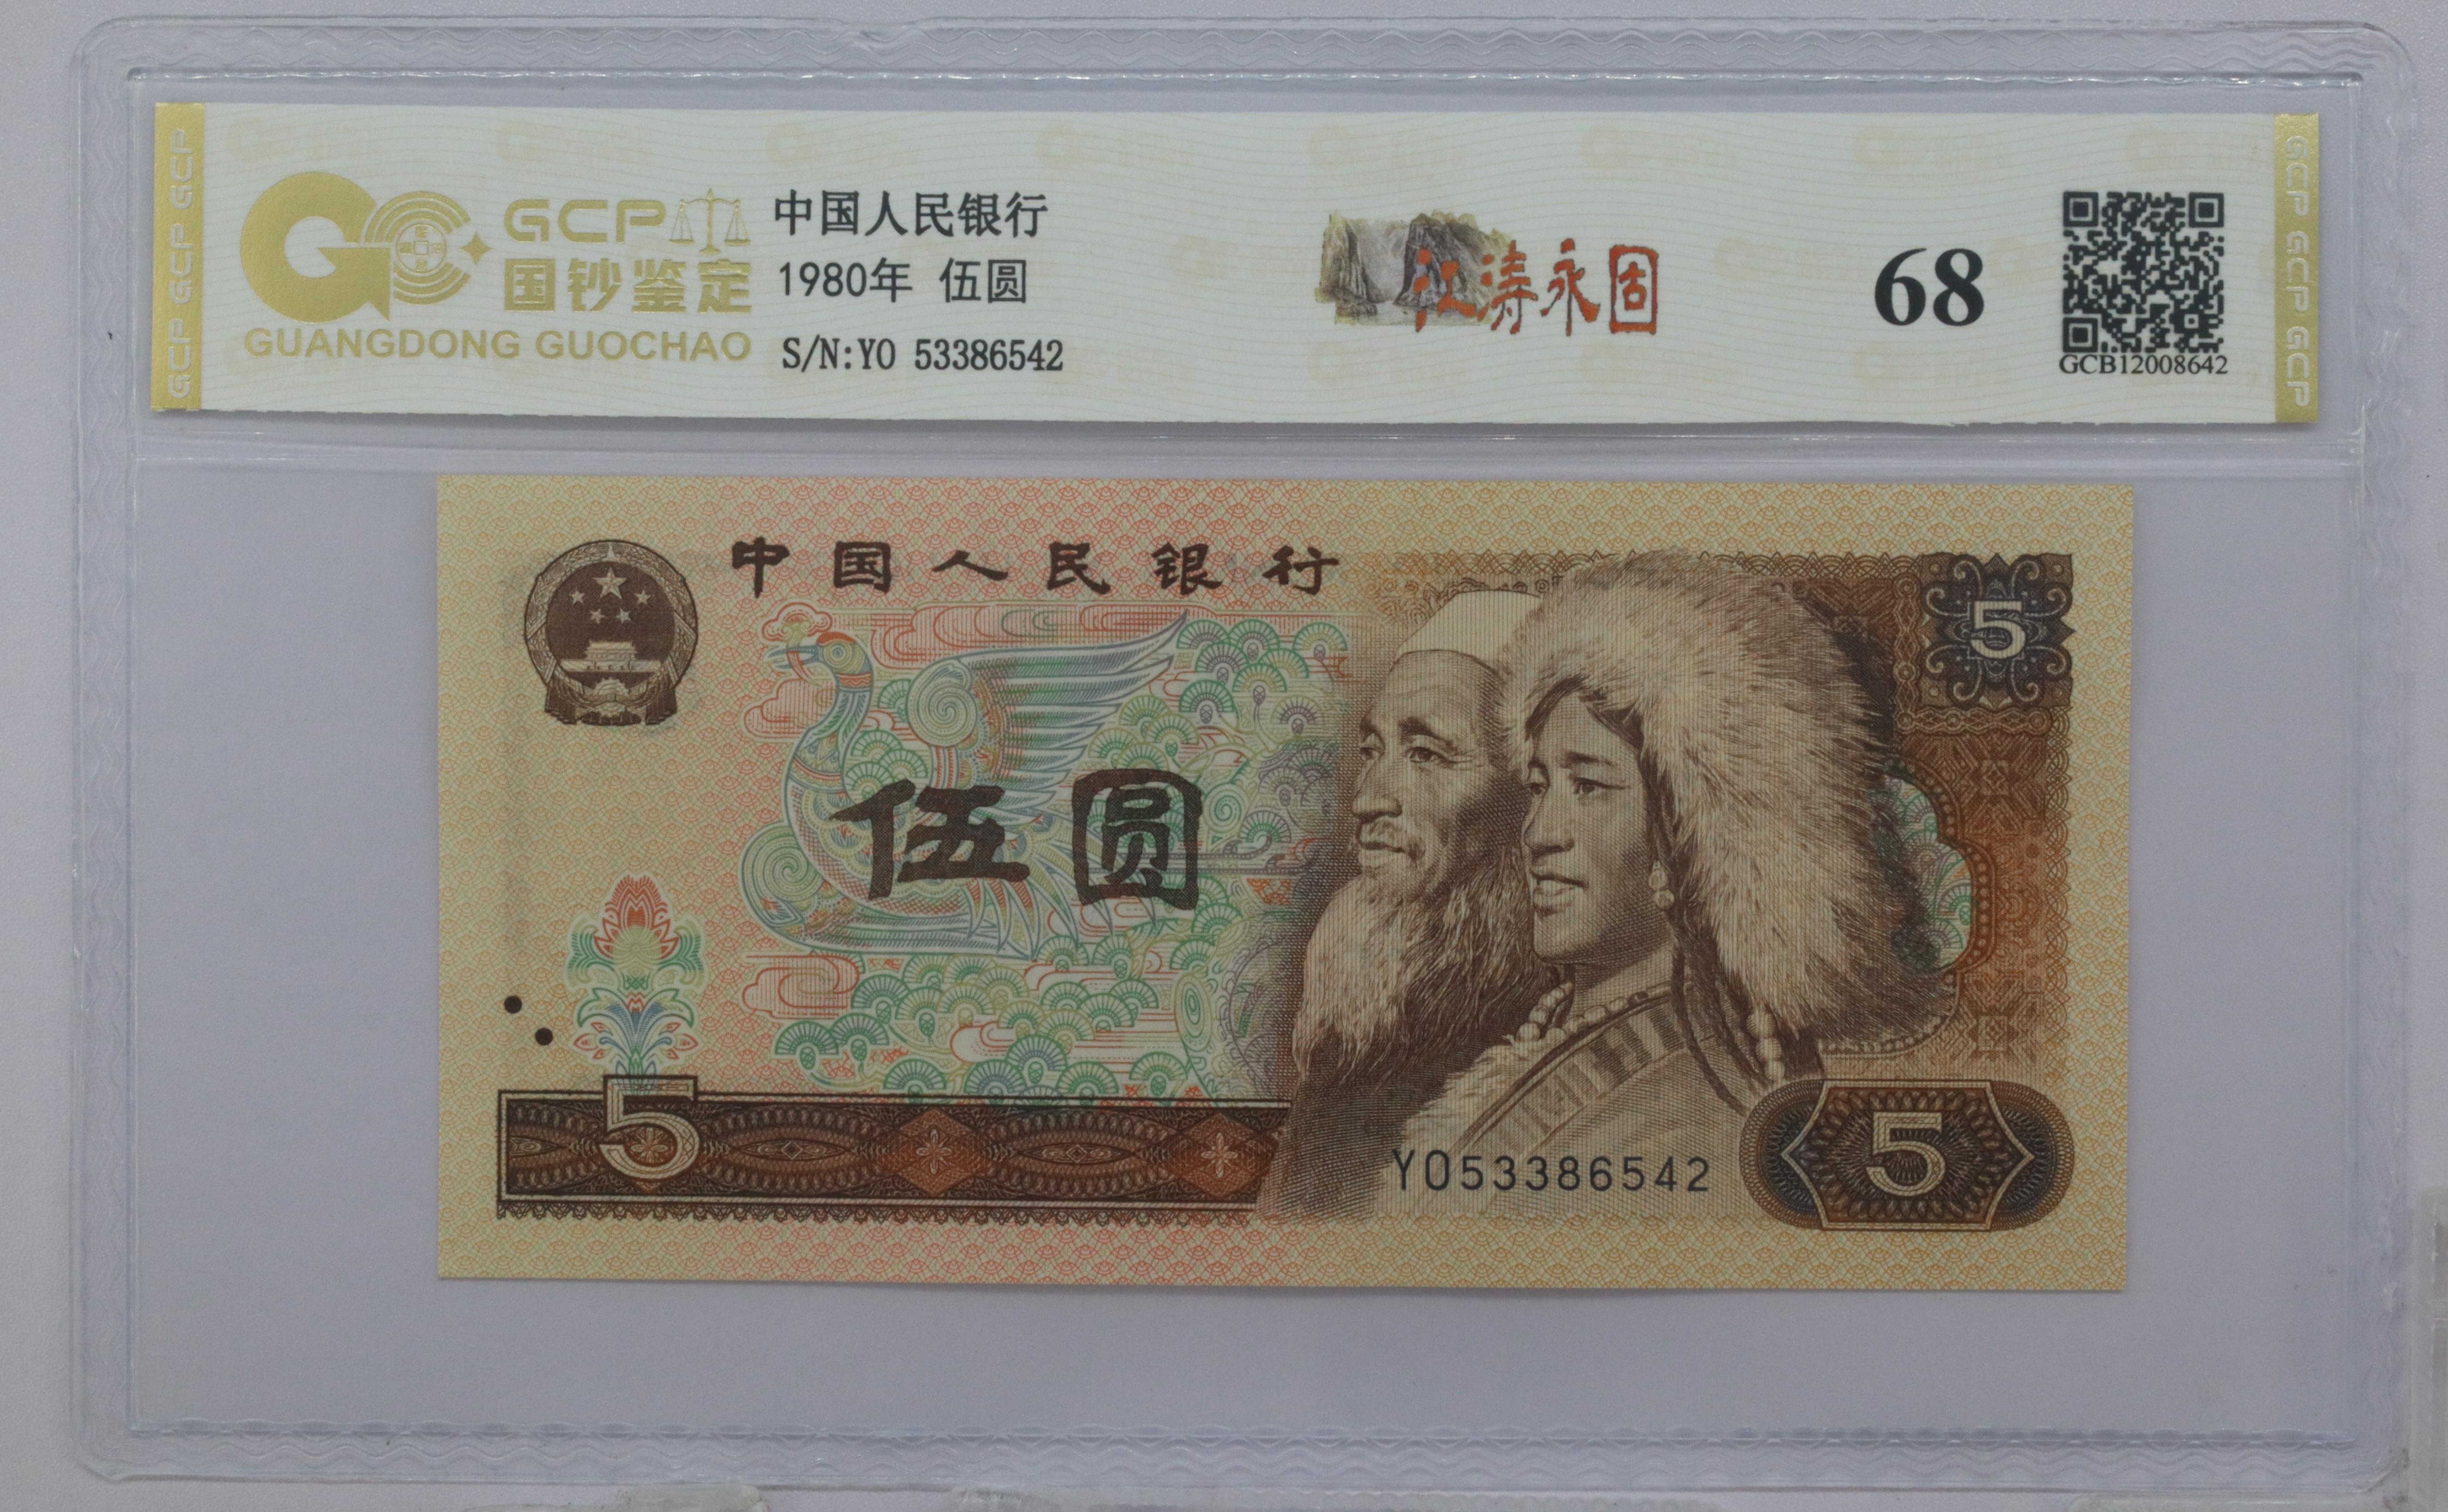 GCP GCP GCP
GCP
国钞鉴定
GUANGDONG GUOCHAO
中国人民银行
1980年 伍圆
S/N:YO 53386542
江涛永固
68
GCB12008642
GCP GCP GCP
中国人民银行
5
伍圆
5
YO53386542
5